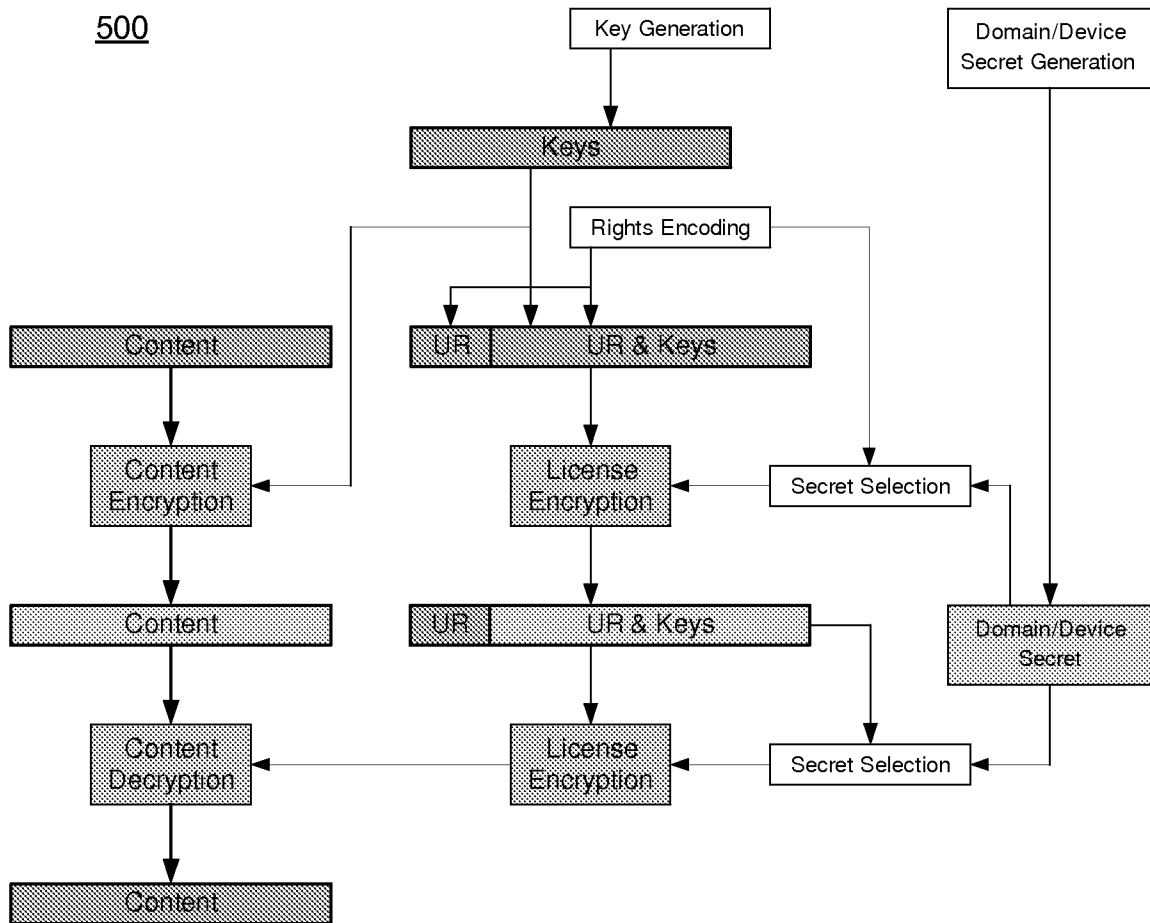 500
Key Generation
Domain/Device
Secret Generation
Keys
Rights Encoding
Content
UR
UR & Keys
Content
Encryption
License
Encryption
Secret Selection
Content
UR
UR & Keys
Domain/Device
Secret
Content
Decryption
License
Encryption
Secret Selection
Content